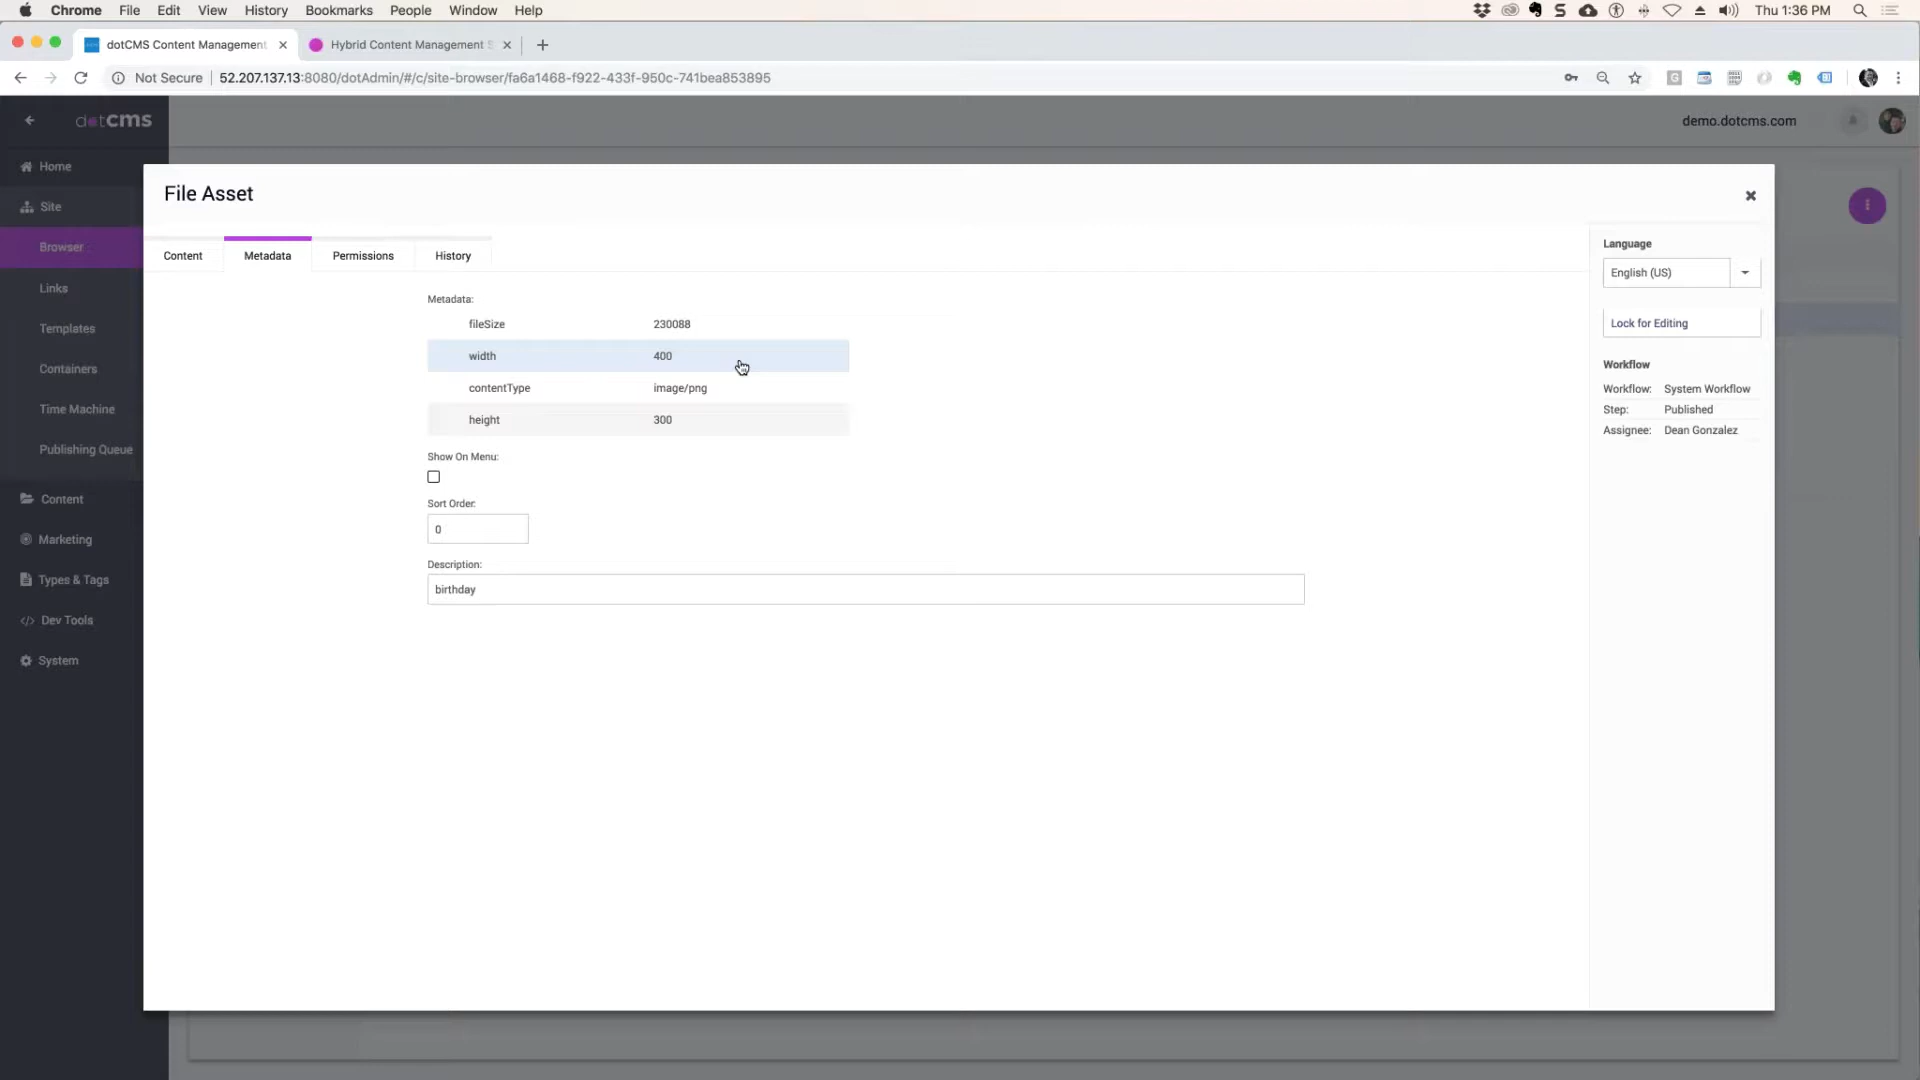 Chrome File Edit View History Bookmarks People Window Help Thu 1:36 PM
dotCMS Content Management Hybrid Content Management S
Not Secure 52.207.137.13:8080/dotAdmin/#/c/site-browser/fa6a1468-f922-433f-950c-741bea853895
dotcms
demo.dotcms.com
Home
Site
Browser
Links
Templates
Containers
Time Machine
Publishing Queue
Content
Marketing
Types & Tags
Dev Tools
System
File Asset
Content Metadata Permissions History
Metadata:
fileSize 230088
width 400
contentType image/png
height 300
Show On Menu:
Sort Order:
0
Description:
birthday
Language
English (US)
Lock for Editing
Workflow
Workflow: System Workflow
Step: Published
Assignee: Dean Gonzalez